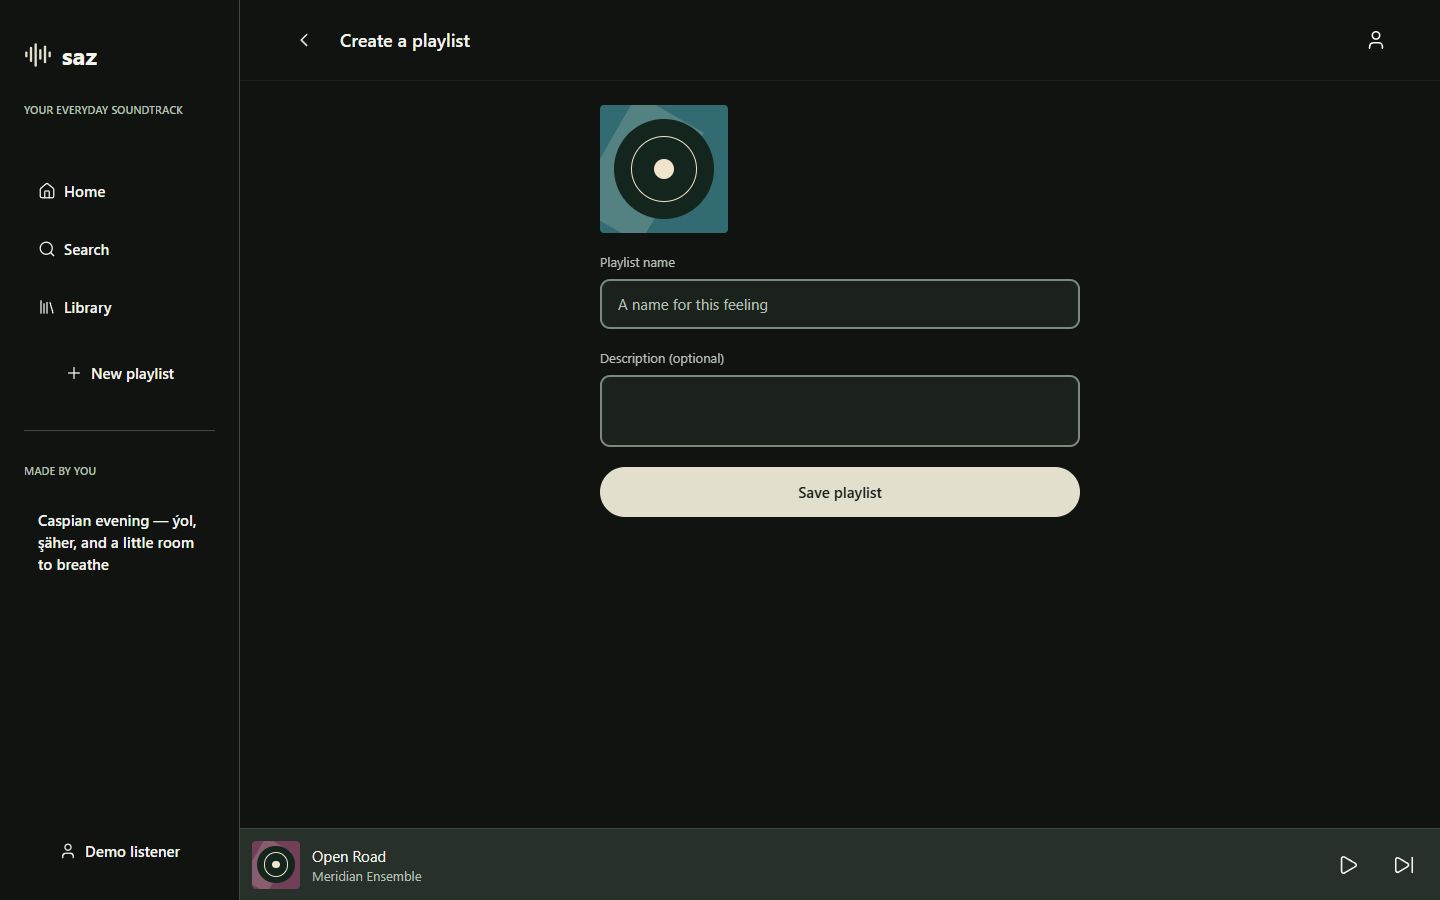 saz
YOUR EVERYDAY SOUNDTRACK
Home
Search
Library
New playlist
MADE BY YOU
Caspian evening — ýol,
şäher, and a little room
to breathe
Demo listener
Create a playlist
Playlist name
A name for this feeling
Description (optional)
Save playlist
Open Road
Meridian Ensemble